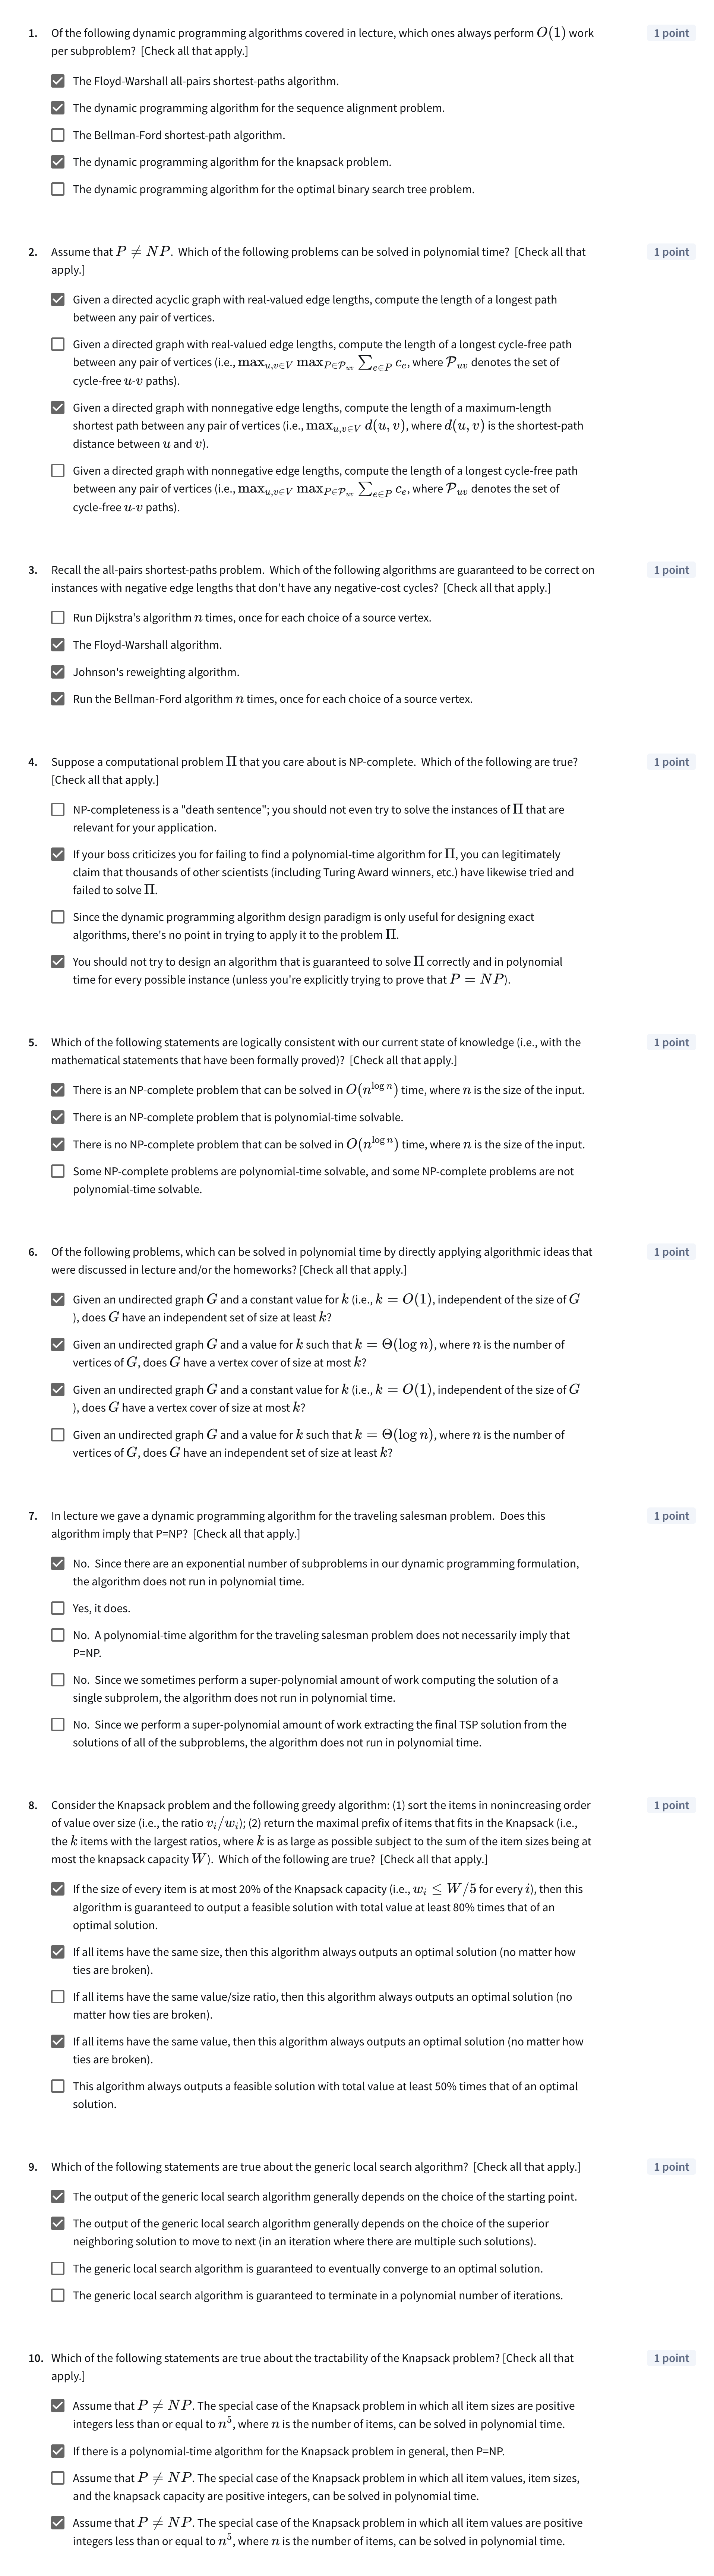 1. Of the following dynamic programming algorithms covered in lecture, which ones always perform O(1) work
per subproblem? [Check all that apply.]
1 point
The Floyd-Warshall all-pairs shortest-paths algorithm.
The dynamic programming algorithm for the sequence alignment problem.
The Bellman-Ford shortest-path algorithm.
The dynamic programming algorithm for the knapsack problem.
The dynamic programming algorithm for the optimal binary search tree problem.
2. Assume that P ≠ NP. Which of the following problems can be solved in polynomial time? [Check all that
apply.]
1 point
Given a directed acyclic graph with real-valued edge lengths, compute the length of a longest path
between any pair of vertices.
Given a directed graph with real-valued edge lengths, compute the length of a longest cycle-free path
between any pair of vertices (i.e., max_{u,v∈V} max_{P∈𝒫_{uv}} ∑_{e∈P} c_e, where 𝒫_{uv} denotes the set of
cycle-free u-v paths).
Given a directed graph with nonnegative edge lengths, compute the length of a maximum-length
shortest path between any pair of vertices (i.e., max_{u,v∈V} d(u, v), where d(u, v) is the shortest-path
distance between u and v).
Given a directed graph with nonnegative edge lengths, compute the length of a longest cycle-free path
between any pair of vertices (i.e., max_{u,v∈V} max_{P∈𝒫_{uv}} ∑_{e∈P} c_e, where 𝒫_{uv} denotes the set of
cycle-free u-v paths).
3. Recall the all-pairs shortest-paths problem. Which of the following algorithms are guaranteed to be correct on
instances with negative edge lengths that don't have any negative-cost cycles? [Check all that apply.]
1 point
Run Dijkstra's algorithm n times, once for each choice of a source vertex.
The Floyd-Warshall algorithm.
Johnson's reweighting algorithm.
Run the Bellman-Ford algorithm n times, once for each choice of a source vertex.
4. Suppose a computational problem Π that you care about is NP-complete. Which of the following are true?
[Check all that apply.]
1 point
NP-completeness is a "death sentence"; you should not even try to solve the instances of Π that are
relevant for your application.
If your boss criticizes you for failing to find a polynomial-time algorithm for Π, you can legitimately
claim that thousands of other scientists (including Turing Award winners, etc.) have likewise tried and
failed to solve Π.
Since the dynamic programming algorithm design paradigm is only useful for designing exact
algorithms, there's no point in trying to apply it to the problem Π.
You should not try to design an algorithm that is guaranteed to solve Π correctly and in polynomial
time for every possible instance (unless you're explicitly trying to prove that P = NP).
5. Which of the following statements are logically consistent with our current state of knowledge (i.e., with the
mathematical statements that have been formally proved)? [Check all that apply.]
1 point
There is an NP-complete problem that can be solved in O(n^{log n}) time, where n is the size of the input.
There is an NP-complete problem that is polynomial-time solvable.
There is no NP-complete problem that can be solved in O(n^{log n}) time, where n is the size of the input.
Some NP-complete problems are polynomial-time solvable, and some NP-complete problems are not
polynomial-time solvable.
6. Of the following problems, which can be solved in polynomial time by directly applying algorithmic ideas that
were discussed in lecture and/or the homeworks? [Check all that apply.]
1 point
Given an undirected graph G and a constant value for k (i.e., k = O(1), independent of the size of G
), does G have an independent set of size at least k?
Given an undirected graph G and a value for k such that k = Θ(log n), where n is the number of
vertices of G, does G have a vertex cover of size at most k?
Given an undirected graph G and a constant value for k (i.e., k = O(1), independent of the size of G
), does G have a vertex cover of size at most k?
Given an undirected graph G and a value for k such that k = Θ(log n), where n is the number of
vertices of G, does G have an independent set of size at least k?
7. In lecture we gave a dynamic programming algorithm for the traveling salesman problem. Does this
algorithm imply that P=NP? [Check all that apply.]
1 point
No. Since there are an exponential number of subproblems in our dynamic programming formulation,
the algorithm does not run in polynomial time.
Yes, it does.
No. A polynomial-time algorithm for the traveling salesman problem does not necessarily imply that
P=NP.
No. Since we sometimes perform a super-polynomial amount of work computing the solution of a
single subprolem, the algorithm does not run in polynomial time.
No. Since we perform a super-polynomial amount of work extracting the final TSP solution from the
solutions of all of the subproblems, the algorithm does not run in polynomial time.
8. Consider the Knapsack problem and the following greedy algorithm: (1) sort the items in nonincreasing order
of value over size (i.e., the ratio v_i/w_i); (2) return the maximal prefix of items that fits in the Knapsack (i.e.,
the k items with the largest ratios, where k is as large as possible subject to the sum of the item sizes being at
most the knapsack capacity W). Which of the following are true? [Check all that apply.]
1 point
If the size of every item is at most 20% of the Knapsack capacity (i.e., w_i ≤ W/5 for every i), then this
algorithm is guaranteed to output a feasible solution with total value at least 80% times that of an
optimal solution.
If all items have the same size, then this algorithm always outputs an optimal solution (no matter how
ties are broken).
If all items have the same value/size ratio, then this algorithm always outputs an optimal solution (no
matter how ties are broken).
If all items have the same value, then this algorithm always outputs an optimal solution (no matter how
ties are broken).
This algorithm always outputs a feasible solution with total value at least 50% times that of an optimal
solution.
9. Which of the following statements are true about the generic local search algorithm? [Check all that apply.]
1 point
The output of the generic local search algorithm generally depends on the choice of the starting point.
The output of the generic local search algorithm generally depends on the choice of the superior
neighboring solution to move to next (in an iteration where there are multiple such solutions).
The generic local search algorithm is guaranteed to eventually converge to an optimal solution.
The generic local search algorithm is guaranteed to terminate in a polynomial number of iterations.
10. Which of the following statements are true about the tractability of the Knapsack problem? [Check all that
apply.]
1 point
Assume that P ≠ NP. The special case of the Knapsack problem in which all item sizes are positive
integers less than or equal to n^5, where n is the number of items, can be solved in polynomial time.
If there is a polynomial-time algorithm for the Knapsack problem in general, then P=NP.
Assume that P ≠ NP. The special case of the Knapsack problem in which all item values, item sizes,
and the knapsack capacity are positive integers, can be solved in polynomial time.
Assume that P ≠ NP. The special case of the Knapsack problem in which all item values are positive
integers less than or equal to n^5, where n is the number of items, can be solved in polynomial time.